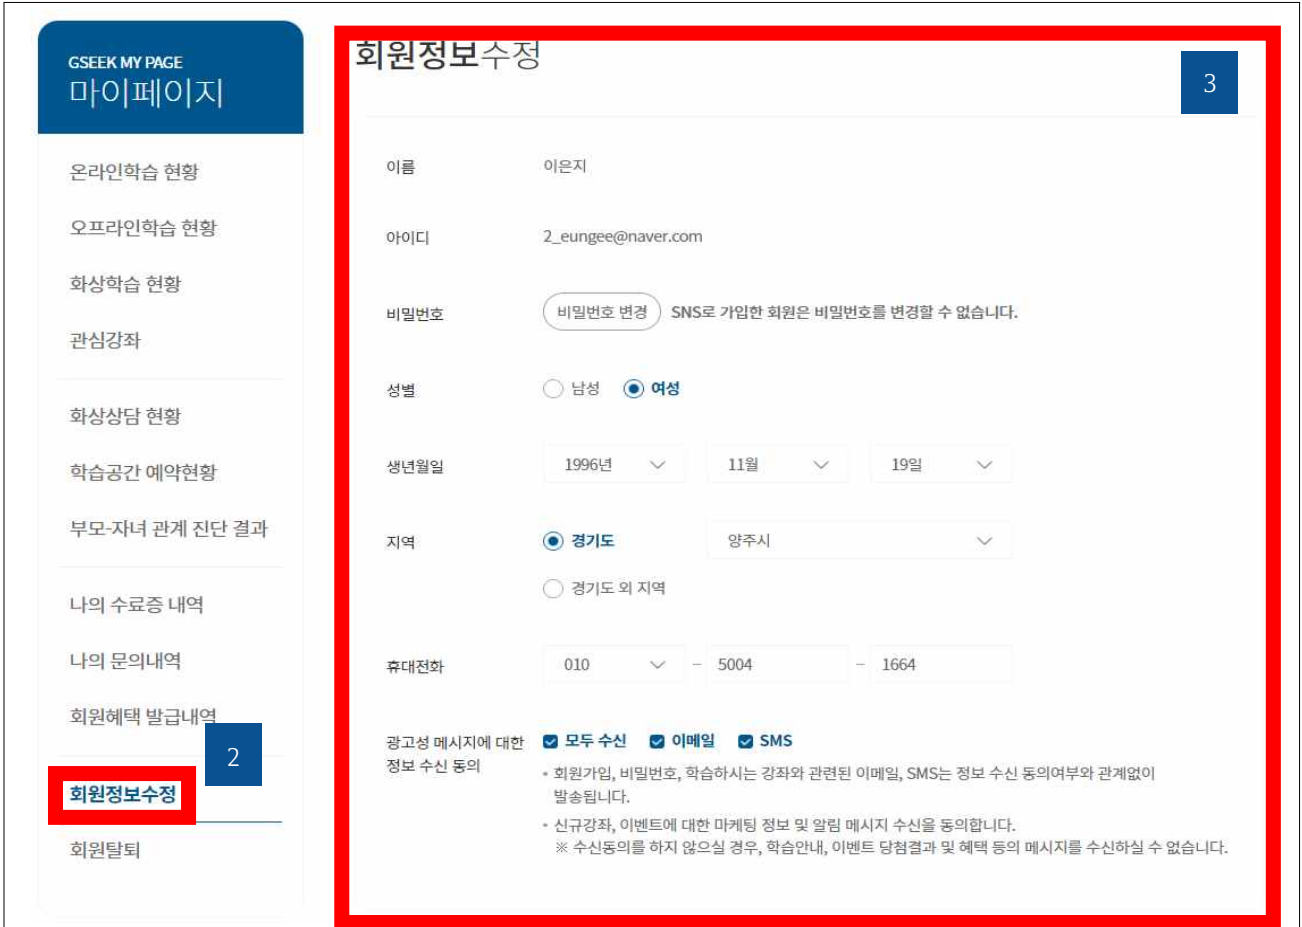 GSEEK MY PAGE
마이페이지
온라인학습 현황
오프라인학습 현황
화상학습 현황
관심강좌
화상상담 현황
학습공간 예약현황
부모-자녀 관계 진단 결과
나의 수료증 내역
나의 문의내역
회원혜택 발급내역
2
회원정보수정
회원탈퇴
회원정보수정
3
이름 이은지
아이디 2_eungee@naver.com
비밀번호 비밀번호 변경 SNS로 가입한 회원은 비밀번호를 변경할 수 없습니다.
성별 남성 여성
생년월일 1996년 11월 19일
지역 경기도 양주시
경기도 외 지역
휴대전화 010 - 5004 - 1664
광고성 메시지에 대한 모두 수신 이메일 SMS
정보 수신 동의
• 회원가입, 비밀번호, 학습하시는 강좌와 관련된 이메일, SMS는 정보 수신 동의여부와 관계없이
발송됩니다.
• 신규강좌, 이벤트에 대한 마케팅 정보 및 알림 메시지 수신을 동의합니다.
※ 수신동의를 하지 않으실 경우, 학습안내, 이벤트 당첨결과 및 혜택 등의 메시지를 수신하실 수 없습니다.